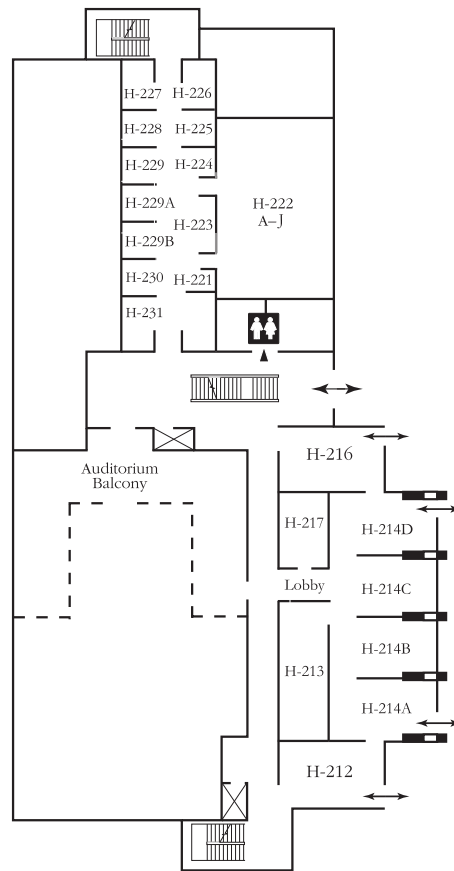 H-227
H-226
H-228
H-225
H-229
H-224
H-229A
H-222
A–J
H-223
H-229B
H-230
H-221
H-231
H-216
Auditorium
Balcony
H-217
H-214D
Lobby
H-214C
H-214B
H-213
H-214A
H-212